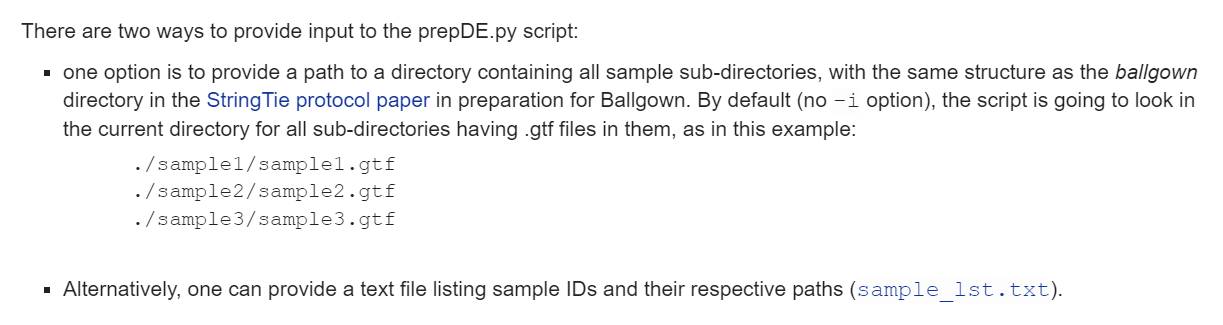 There are two ways to provide input to the prepDE.py script:
▪ one option is to provide a path to a directory containing all sample sub-directories, with the same structure as the ballgown
directory in the StringTie protocol paper in preparation for Ballgown. By default (no -i option), the script is going to look in
the current directory for all sub-directories having .gtf files in them, as in this example:
./sample1/sample1.gtf
./sample2/sample2.gtf
./sample3/sample3.gtf
▪ Alternatively, one can provide a text file listing sample IDs and their respective paths (sample_lst.txt).